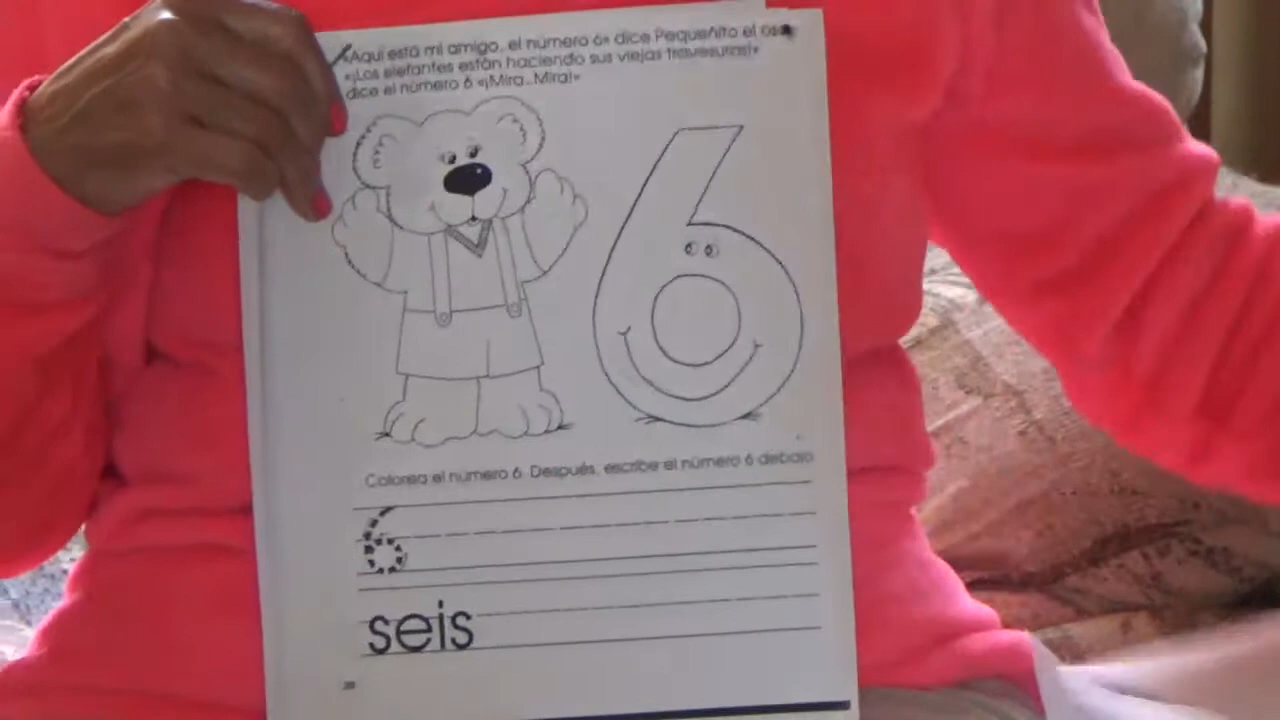 «Aquí está mi amigo, el número 6» dice Pequeñito el oso
«¡Los elefantes están haciendo sus viejas travesuras!»
dice el número 6 «¡Mira.. Mira!»
6
Colorea el número 6. Después, escribe el número 6 debajo
6
seis